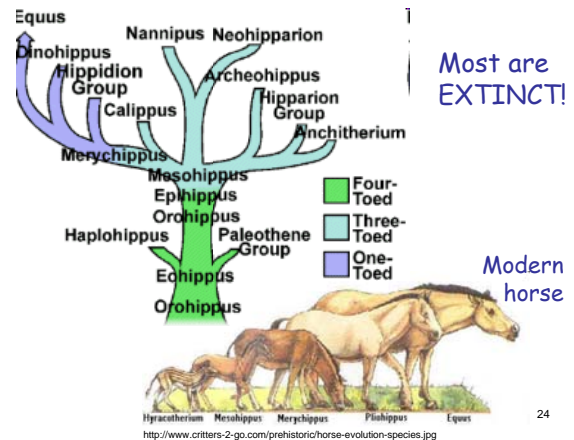 Equus
Nannipus
Neohipparion
Dinohippus
Hippidion
Group
Archeohippus
Calippus
Hipparion
Group
Anchitherium
Merychippus
Mesohippus
Epihippus
Orohippus
Haplohippus
Paleothene
Group
Eohippus
Orohippus
Four-
Toed
Three-
Toed
One-
Toed
Most are
EXTINCT!
Modern
horse
Hyracotherium Mesohippus Merychippus Pliohippus Equus
24
http://www.critters-2-go.com/prehistoric/horse-evolution-species.jpg